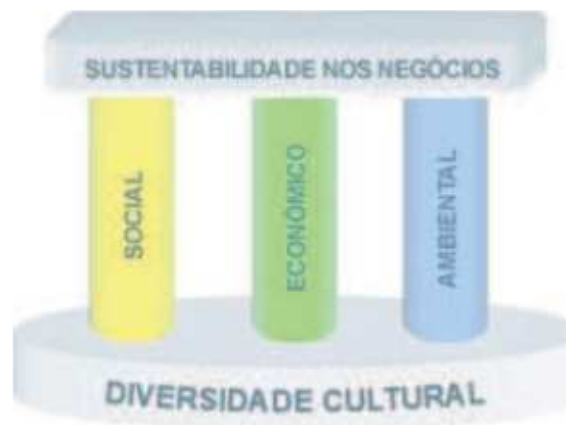 SUSTENTABILIDADE NOS NEGÓCIOS
SOCIAL
ECONÔMICO
AMBIENTAL
DIVERSIDADE CULTURAL